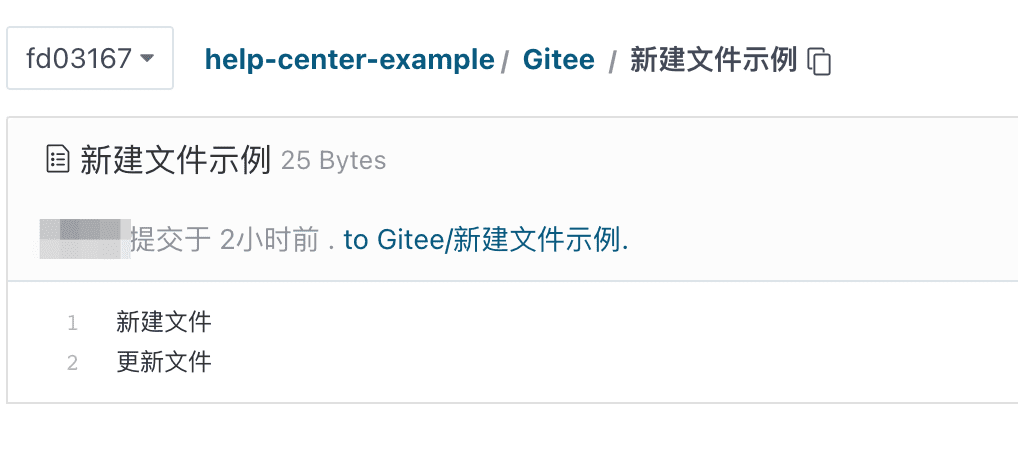 fd03167 help-center-example / Gitee / 新建文件示例
新建文件示例 25 Bytes
提交于 2小时前 . to Gitee/新建文件示例.
1 新建文件
2 更新文件